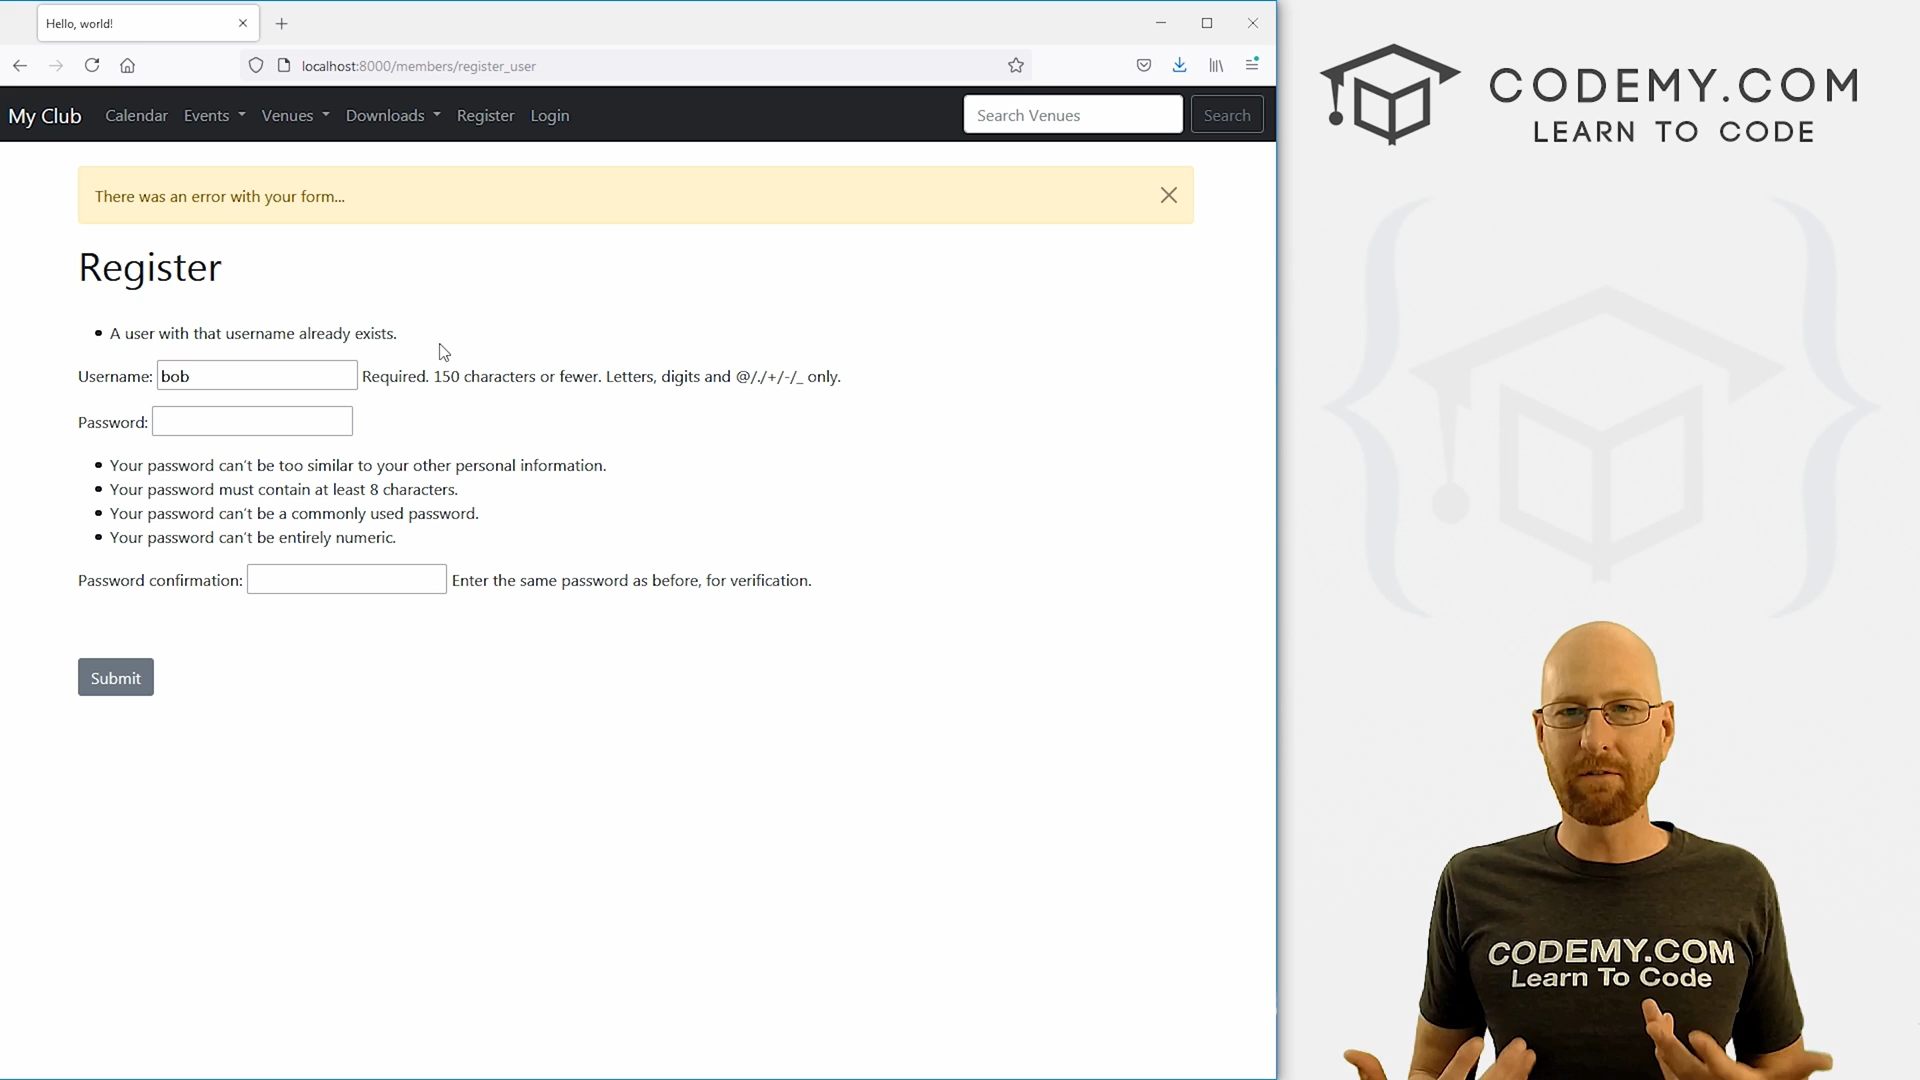 Hello, world!
localhost:8000/members/register_user
My Club Calendar Events Venues Downloads Register Login Search Venues Search
There was an error with your form...
Register
A user with that username already exists.
Username: bob Required. 150 characters or fewer. Letters, digits and @/./+/-/_ only.
Password:
Your password can't be too similar to your other personal information.
Your password must contain at least 8 characters.
Your password can't be a commonly used password.
Your password can't be entirely numeric.
Password confirmation: Enter the same password as before, for verification.
Submit
CODEMY.COM
LEARN TO CODE
CODEMY.COM
Learn To Code